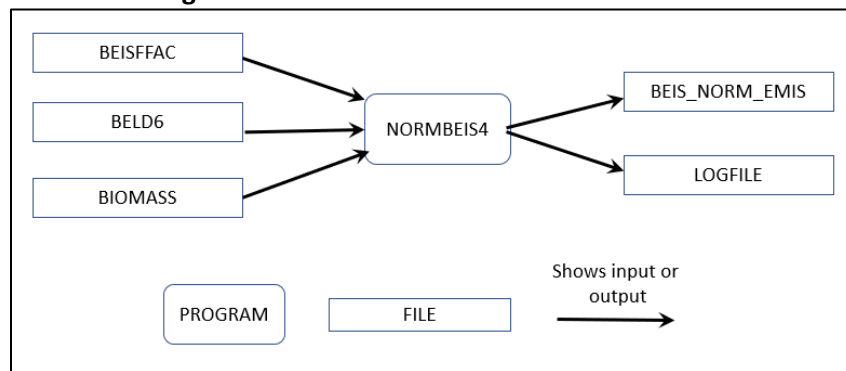 BEISFFAC
BELD6
BIOMASS
NORMBEIS4
BEIS_NORM_EMIS
LOGFILE
PROGRAM
FILE
Shows input or
output